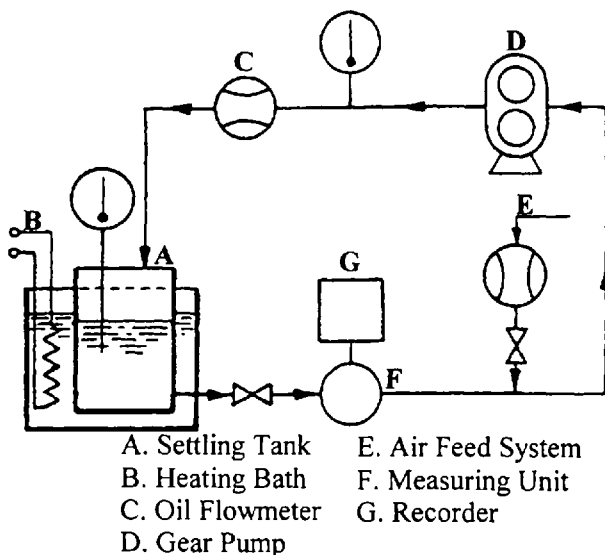 D
C
E
B
A
G
F
A. Settling Tank E. Air Feed System
B. Heating Bath F. Measuring Unit
C. Oil Flowmeter G. Recorder
D. Gear Pump